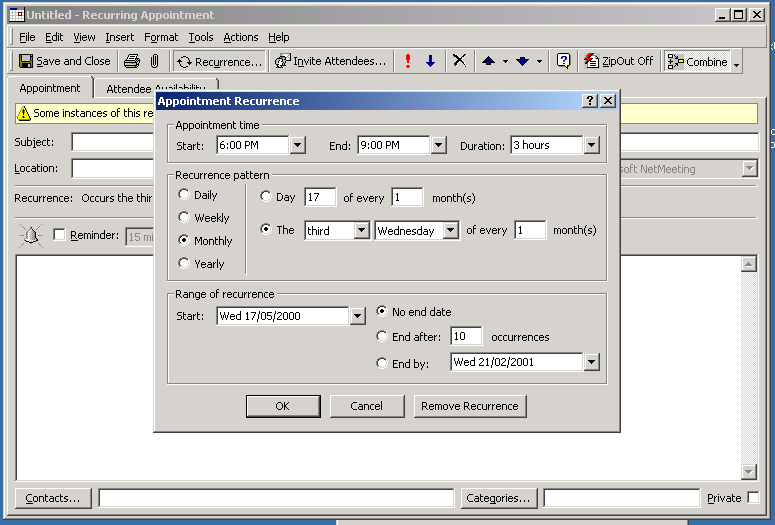 Untitled - Recurring Appointment
File Edit View Insert Format Tools Actions Help
Save and Close Recurrence... Invite Attendees... ZipOut Off Combine
Appointment Attendee Availability
Appointment Recurrence
Some instances of this re
Appointment time
Subject:
Start: 6:00 PM End: 9:00 PM Duration: 3 hours
Location:
soft NetMeeting
Recurrence pattern
Recurrence: Occurs the thir
Daily
Day 17 of every 1 month(s)
Weekly
Reminder: 15 mi
Monthly
The third Wednesday of every 1 month(s)
Yearly
Range of recurrence
Start: Wed 17/05/2000
No end date
End after: 10 occurrences
End by: Wed 21/02/2001
OK Cancel Remove Recurrence
Contacts... Categories... Private